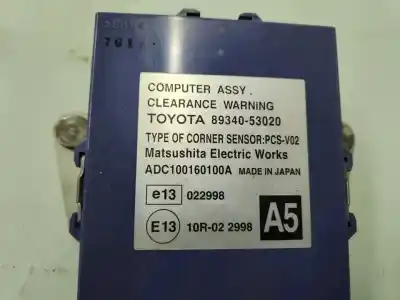 COMPUTER ASSY.
CLEARANCE WARNING
TOYOTA 89340-53020
TYPE OF CORNER SENSOR:PCS-V02
Matsushita Electric Works
ADC100160100A MADE IN JAPAN
e13 022998
E13 10R-02 2998 A5